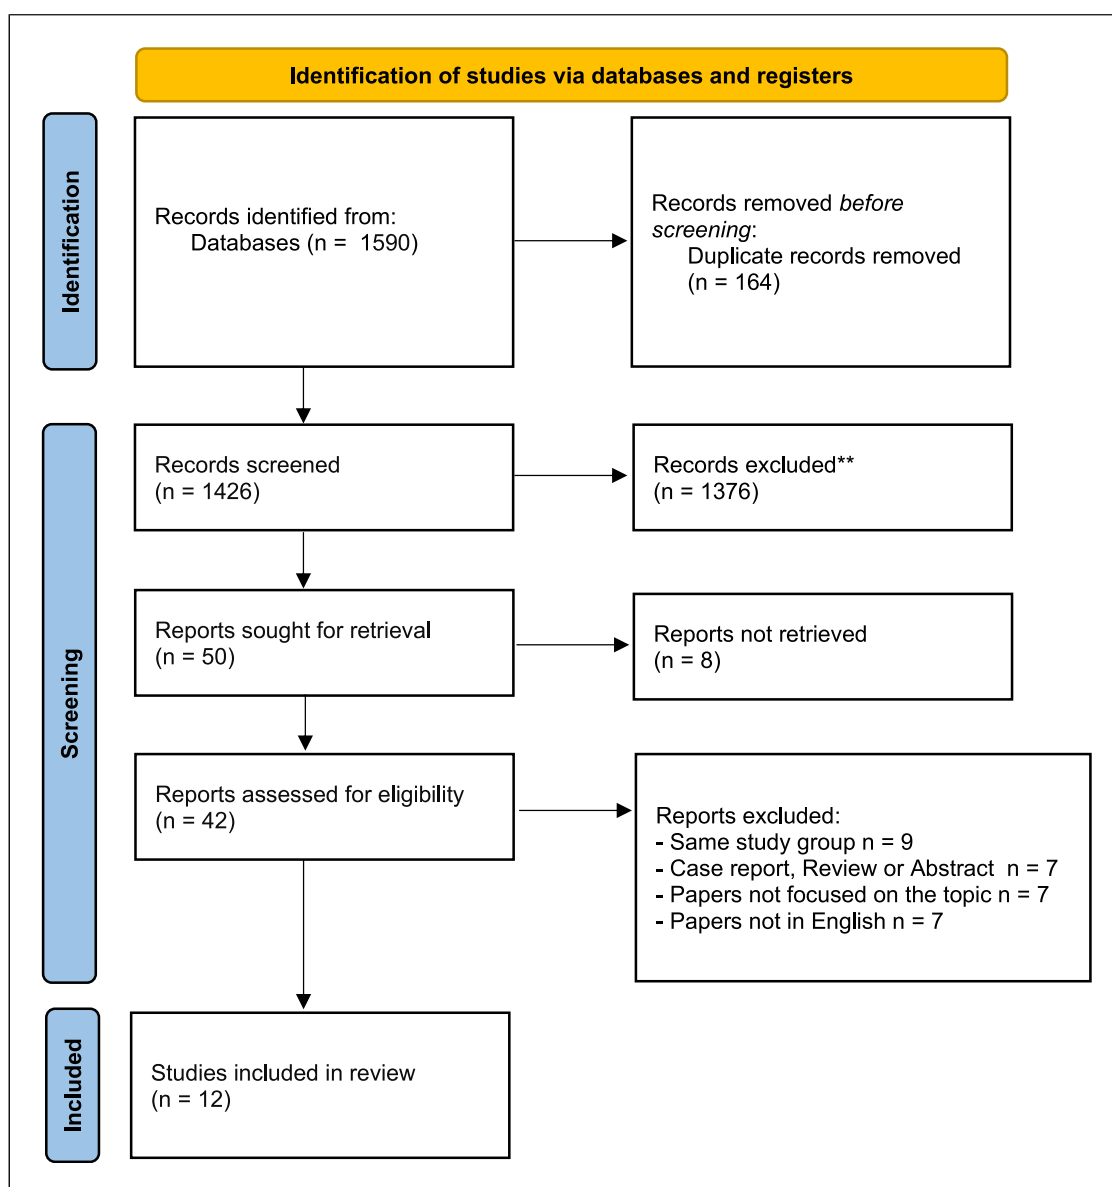 Identification of studies via databases and registers
Identification
Records identified from:
Databases (n =  1590)
Records removed before
screening:
Duplicate records removed
(n = 164)
Screening
Records screened
(n = 1426)
Records excluded**
(n = 1376)
Reports sought for retrieval
(n = 50)
Reports not retrieved
(n = 8)
Reports assessed for eligibility
(n = 42)
Reports excluded:
- Same study group n = 9
- Case report, Review or Abstract  n = 7
- Papers not focused on the topic n = 7
- Papers not in English n = 7
Included
Studies included in review
(n = 12)